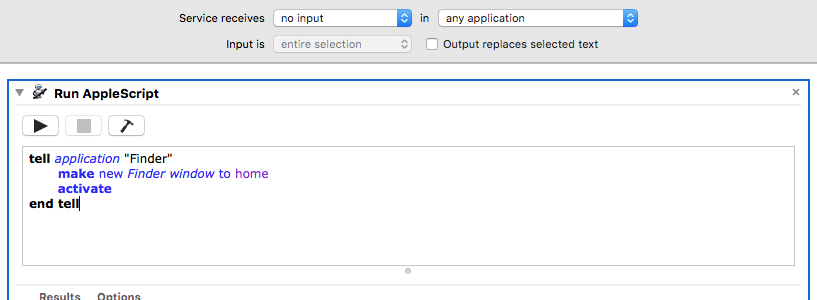 Service receives no input in any application
Input is entire selection Output replaces selected text
Run AppleScript
tell application "Finder"
make new Finder window to home
activate
end tell
Results Options